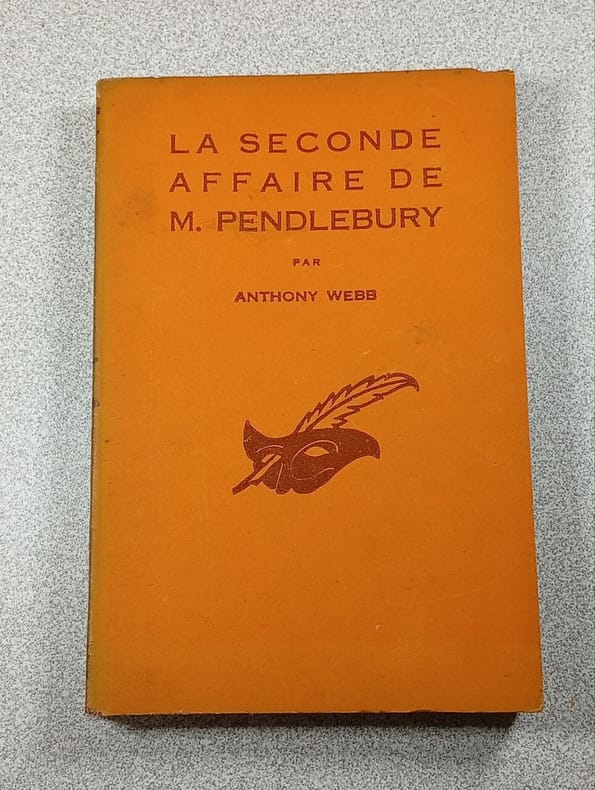 LA SECONDE
AFFAIRE DE
M. PENDLEBURY
PAR
ANTHONY WEBB